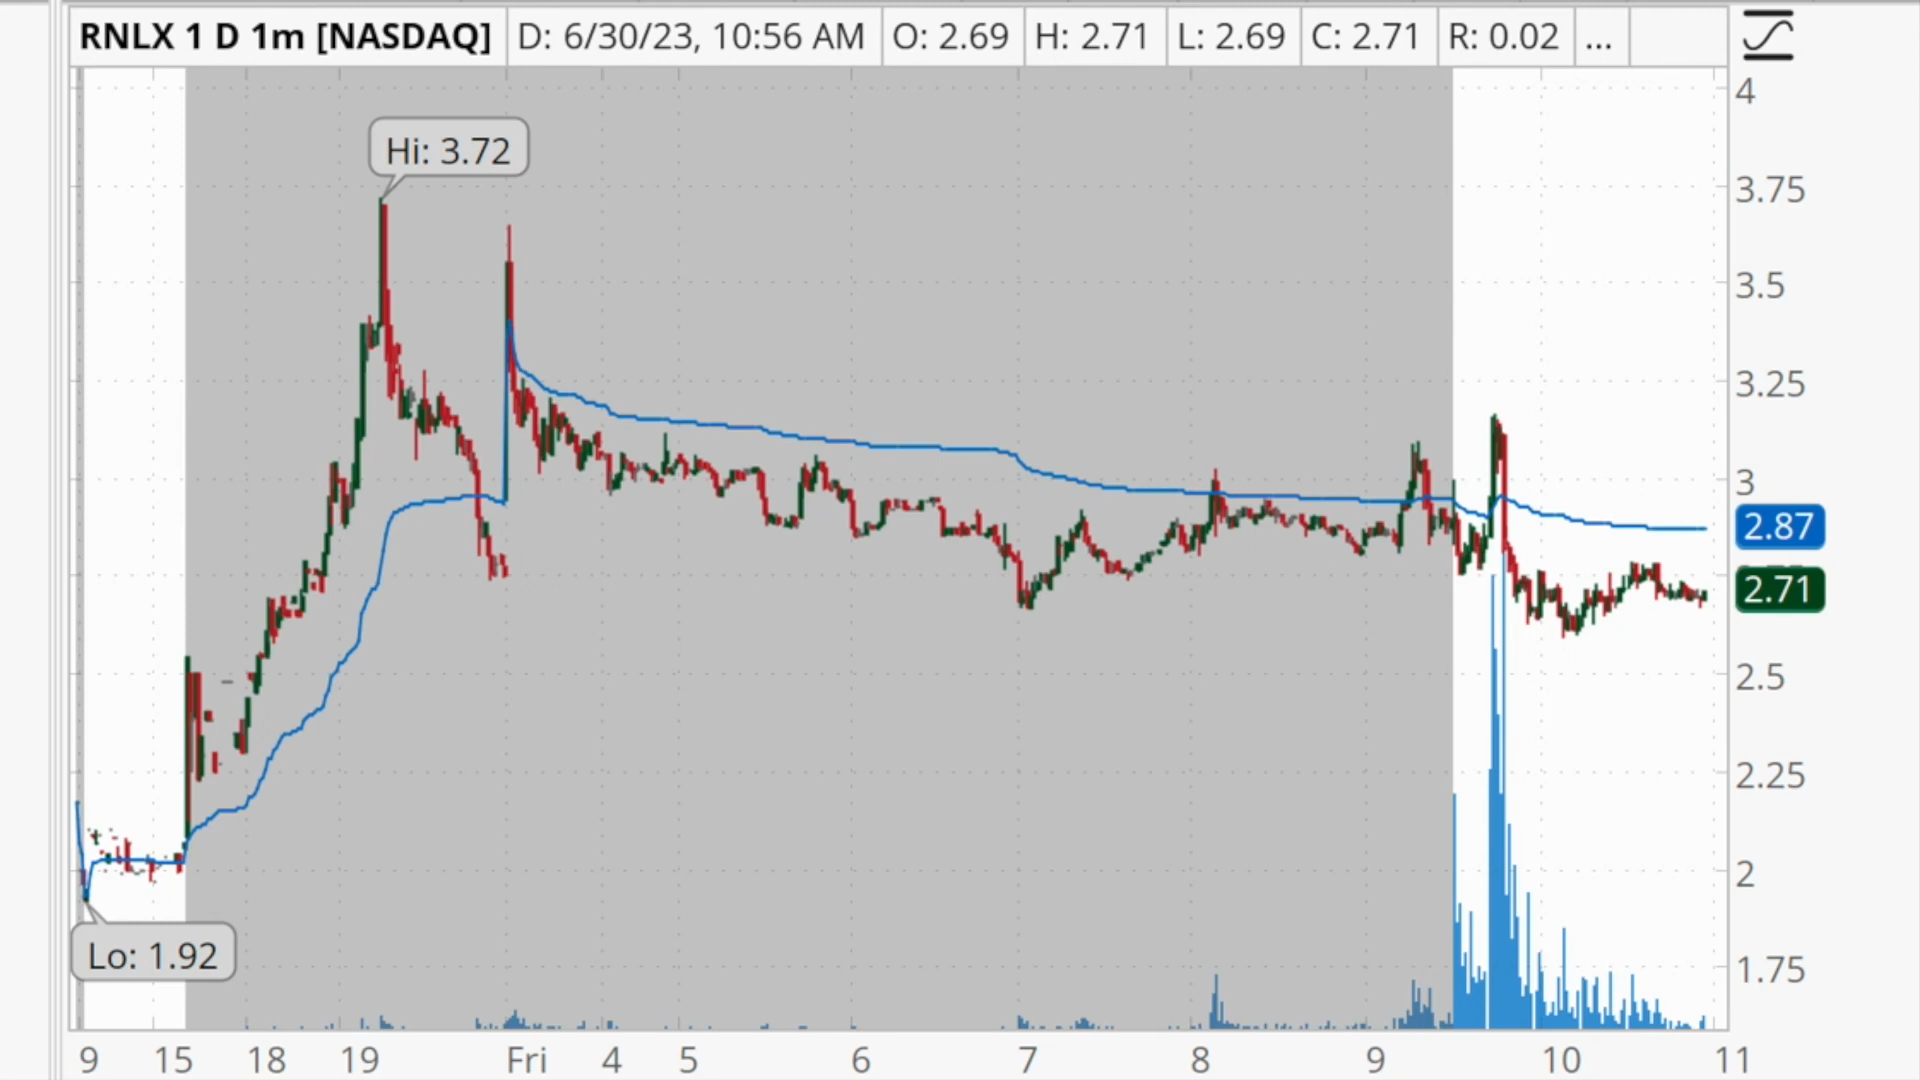 RNLX 1 D 1m [NASDAQ] D: 6/30/23, 10:56 AM O: 2.69 H: 2.71 L: 2.69 C: 2.71 R: 0.02 ...
4
Hi: 3.72
3.75
3.5
3.25
3
2.87
2.71
2.5
2.25
2
Lo: 1.92
1.75
9 15 18 19 Fri 4 5 6 7 8 9 10 11